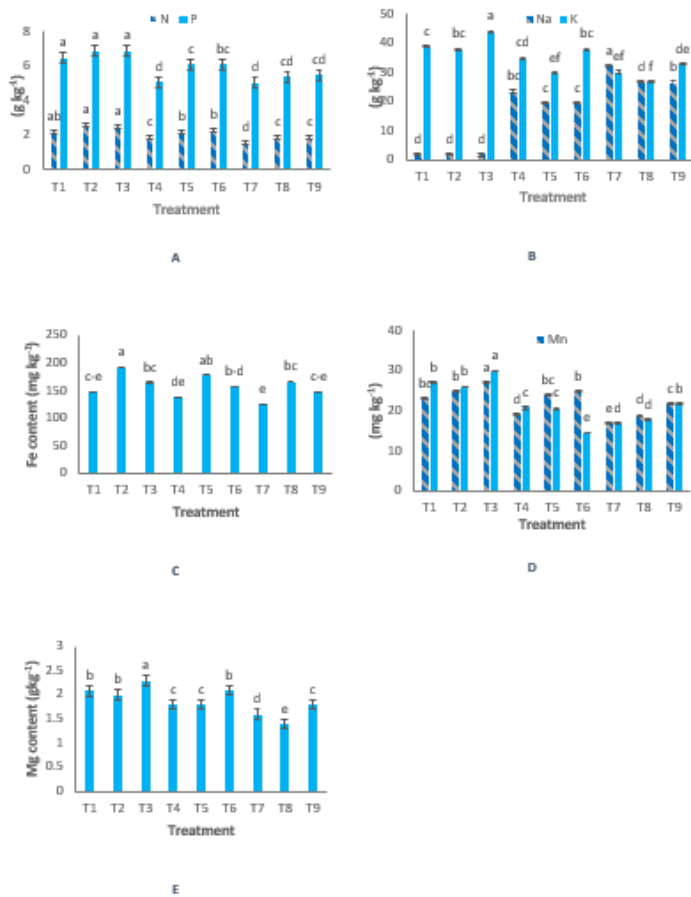 N P
8
6
4
2
0
(g kg⁻¹)
ab a a a a a c d b c b bc d d c cd c cd
T1 T2 T3 T4 T5 T6 T7 T8 T9
Treatment
A
Na K
50
40
30
20
10
0
(g kg⁻¹)
d c d bc d a bc cd c ef c bc a ef d f b de
T1 T2 T3 T4 T5 T6 T7 T8 T9
Treatment
B
250
200
150
100
50
0
Fe content (mg kg⁻¹)
c-e a bc de ab b-d e bc c-e
T1 T2 T3 T4 T5 T6 T7 T8 T9
Treatment
C
Mn
40
30
20
10
0
(mg kg⁻¹)
bc b b b a a d c bc c b e e d d d c b
T1 T2 T3 T4 T5 T6 T7 T8 T9
Treatment
D
3
2.5
2
1.5
1
0.5
0
Mg content (gkg⁻¹)
b b a c c b d e c
T1 T2 T3 T4 T5 T6 T7 T8 T9
Treatment
E